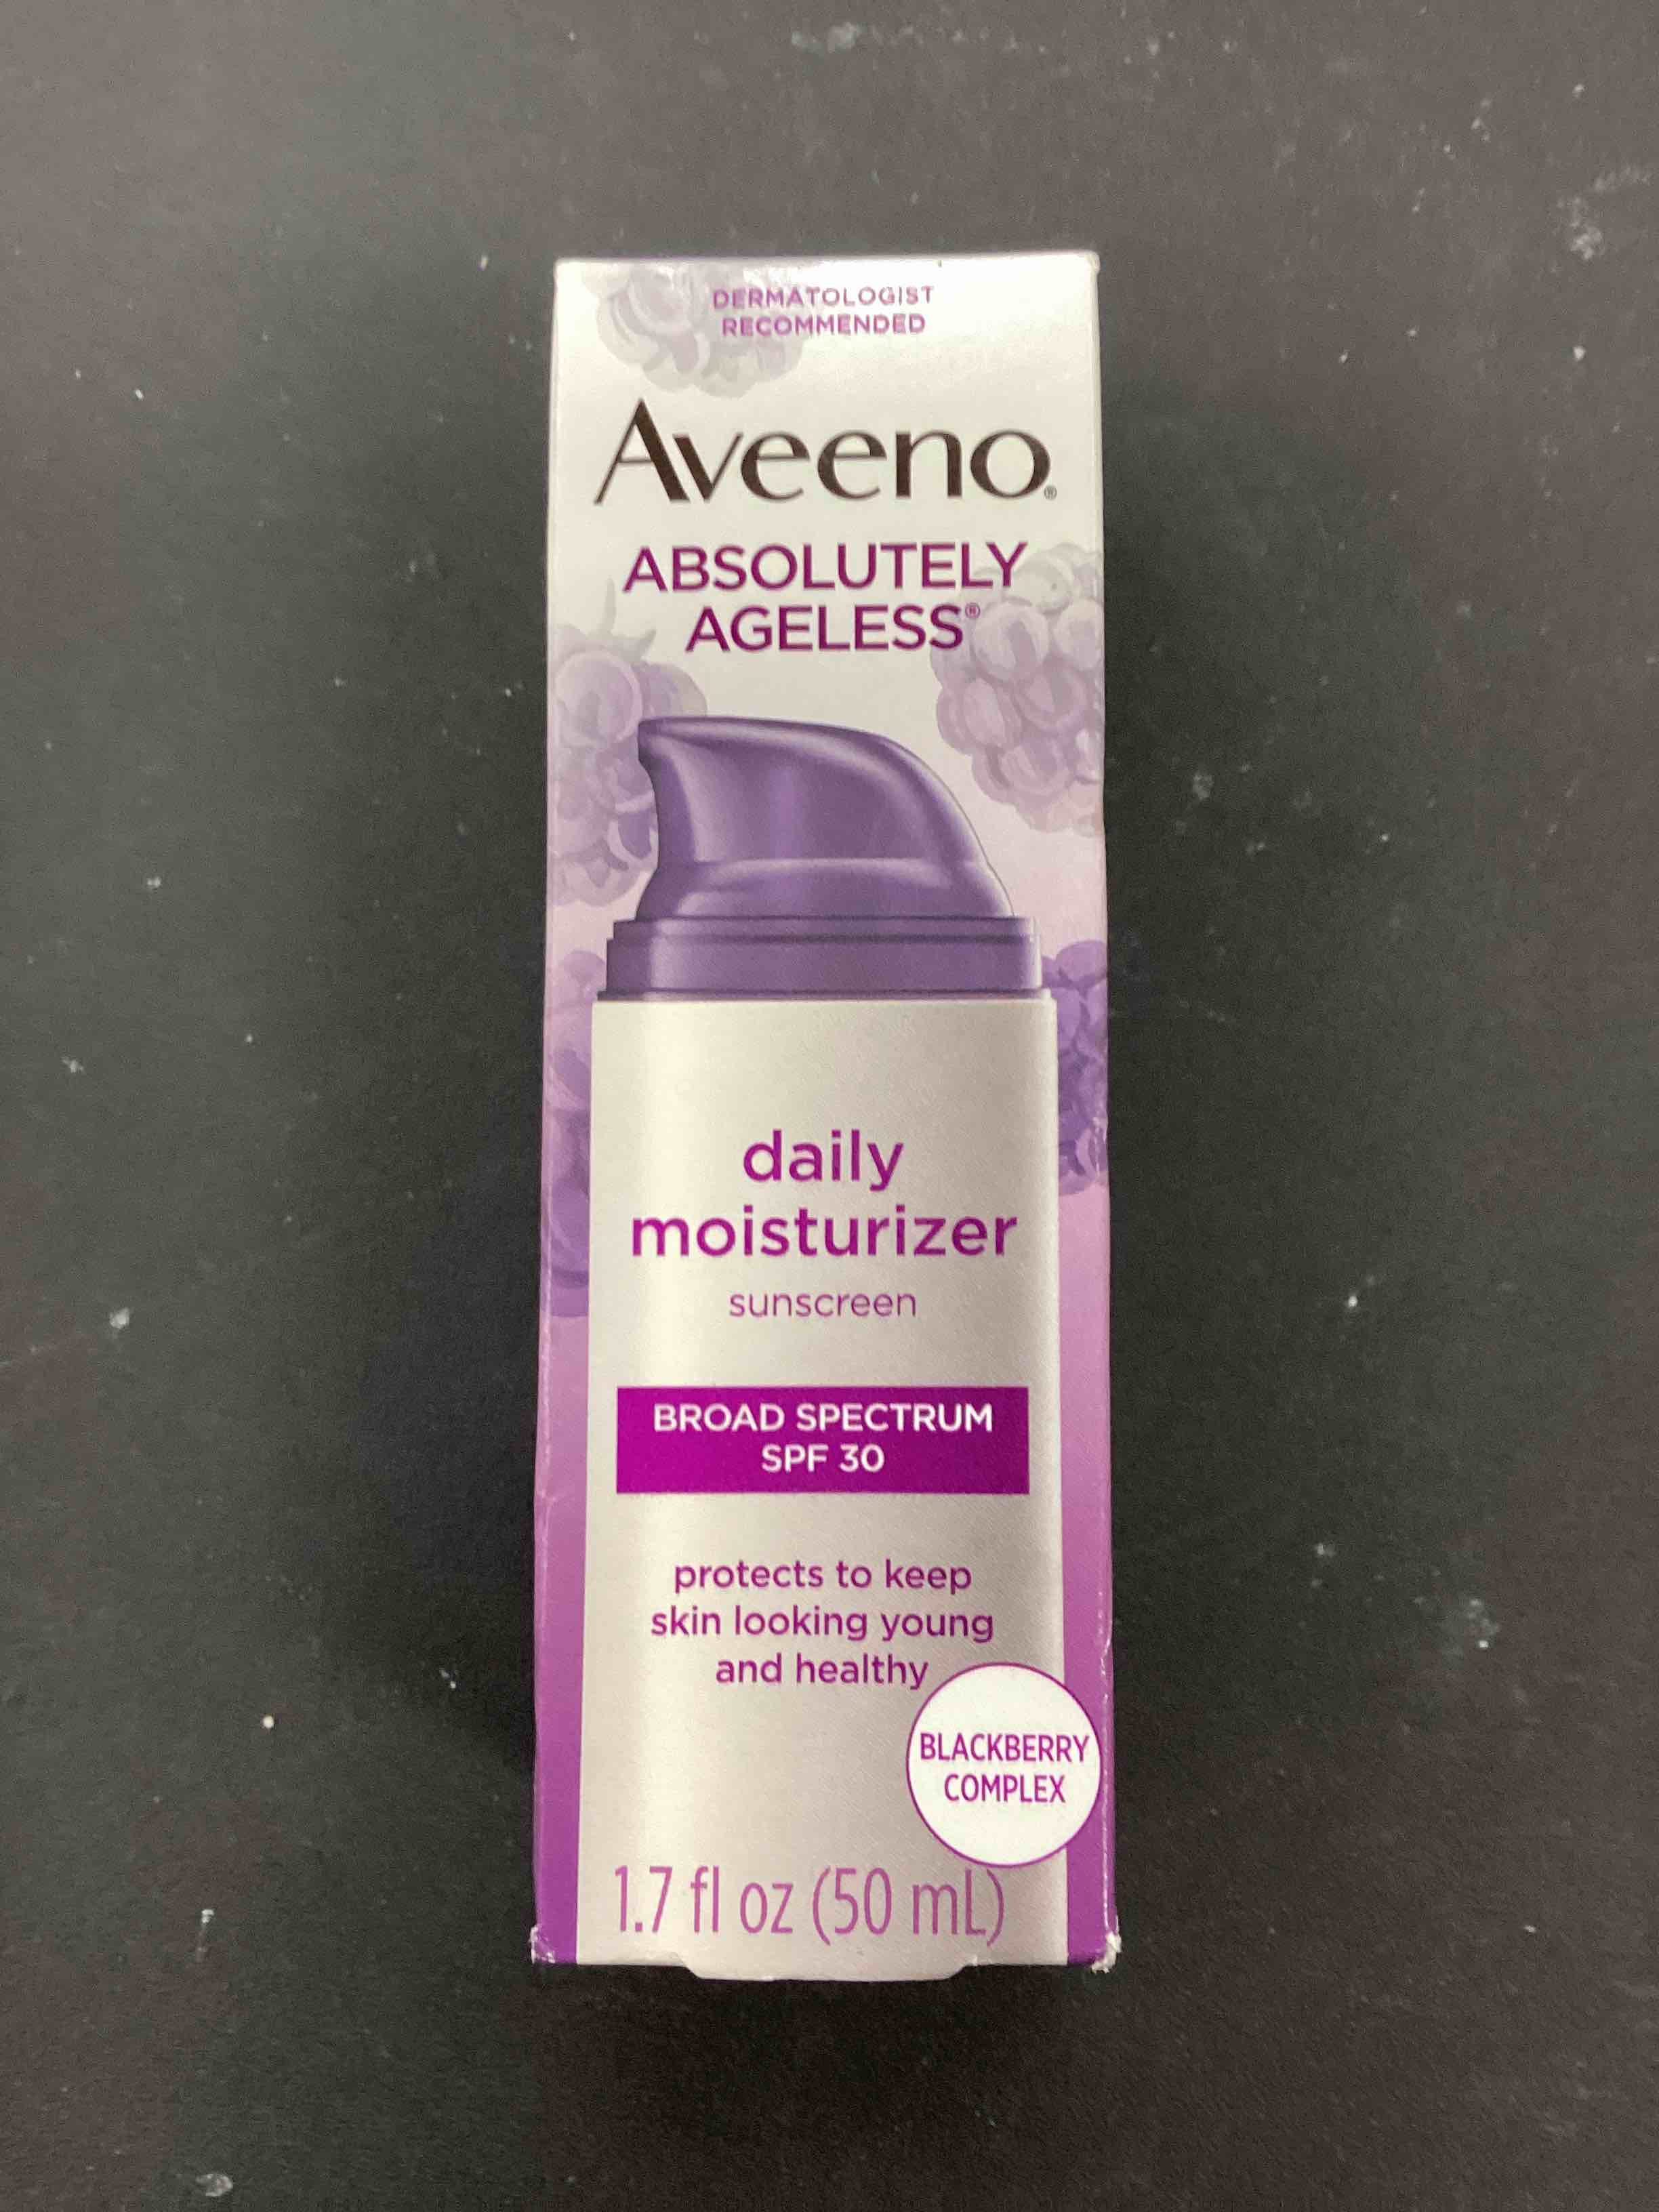 DERMATOLOGIST
RECOMMENDED
Aveeno®
ABSOLUTELY
AGELESS®
daily
moisturizer
sunscreen
BROAD SPECTRUM
SPF 30
protects to keep
skin looking young
and healthy
BLACKBERRY
COMPLEX
1.7 fl oz (50 mL)